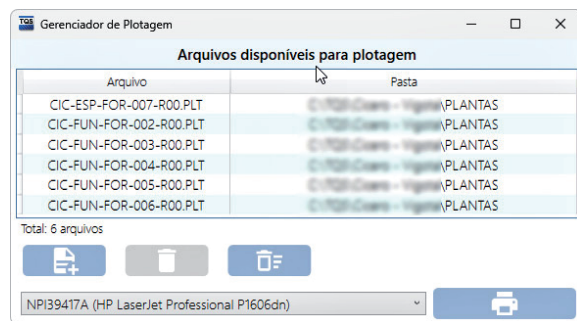 TQS Gerenciador de Plotagem
Arquivos disponíveis para plotagem
Arquivo Pasta
CIC-ESP-FOR-007-R00.PLT \PLANTAS
CIC-FUN-FOR-002-R00.PLT \PLANTAS
CIC-FUN-FOR-003-R00.PLT \PLANTAS
CIC-FUN-FOR-004-R00.PLT \PLANTAS
CIC-FUN-FOR-005-R00.PLT \PLANTAS
CIC-FUN-FOR-006-R00.PLT \PLANTAS
Total: 6 arquivos
NPI39417A (HP LaserJet Professional P1606dn)